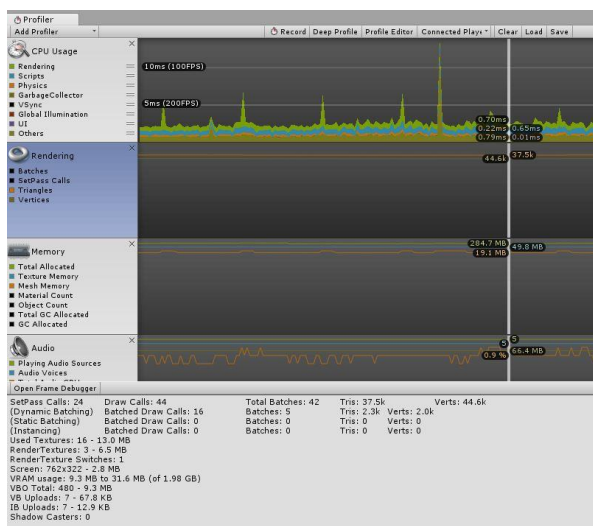 Profiler
Add Profiler Record Deep Profile Profile Editor Connected Playe Clear Load Save
CPU Usage
Rendering
Scripts
Physics
GarbageCollector
VSync
Global Illumination
UI
Others
10ms (100FPS)
5ms (200FPS)
0.70ms
0.22ms 0.65ms
0.79ms 0.01ms
Rendering
Batches
SetPass Calls
Triangles
Vertices
44.6k 37.5k
Memory
Total Allocated
Texture Memory
Mesh Memory
Material Count
Object Count
Total GC Allocated
GC Allocated
284.7 MB 49.8 MB
19.1 MB
Audio
Playing Audio Sources
Audio Voices
Total Audio CPU
5 5
0.9 % 66.4 MB
Open Frame Debugger
SetPass Calls: 24 Draw Calls: 44 Total Batches: 42 Tris: 37.5k Verts: 44.6k
(Dynamic Batching) Batched Draw Calls: 16 Batches: 5 Tris: 2.3k Verts: 2.0k
(Static Batching) Batched Draw Calls: 0 Batches: 0 Tris: 0 Verts: 0
(Instancing) Batched Draw Calls: 0 Batches: 0 Tris: 0 Verts: 0
Used Textures: 16 - 13.0 MB
RenderTextures: 3 - 6.5 MB
RenderTexture Switches: 1
Screen: 762x322 - 2.8 MB
VRAM usage: 9.3 MB to 31.6 MB (of 1.98 GB)
VBO Total: 480 - 9.3 MB
VB Uploads: 7 - 67.8 KB
IB Uploads: 7 - 12.9 KB
Shadow Casters: 0